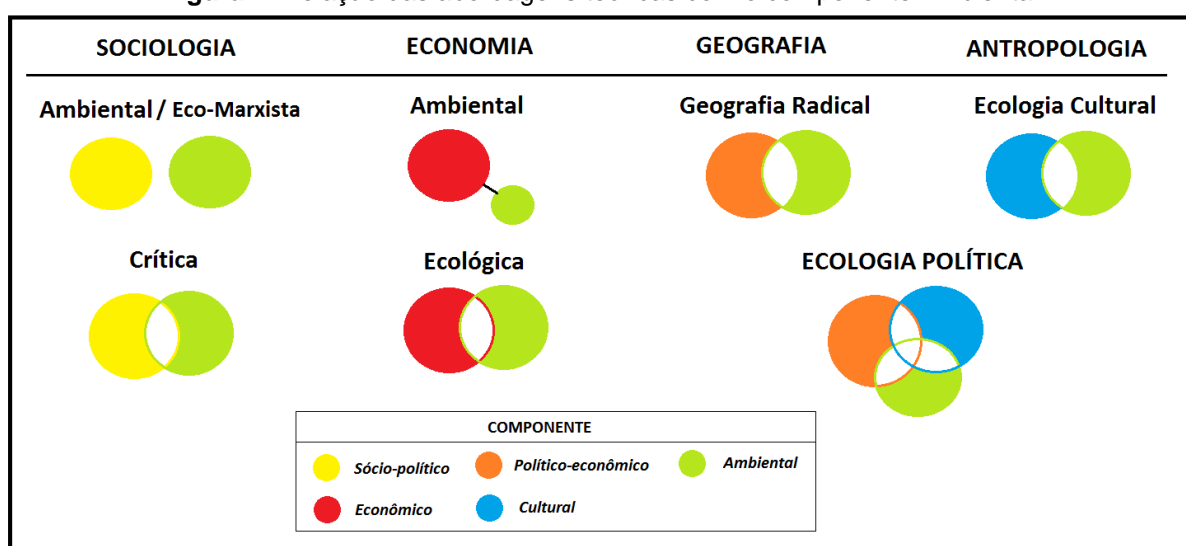 SOCIOLOGIA ECONOMIA GEOGRAFIA ANTROPOLOGIA
Ambiental / Eco-Marxista Ambiental Geografia Radical Ecologia Cultural
Crítica Ecológica ECOLOGIA POLÍTICA
COMPONENTE
Sócio-político Político-econômico Ambiental
Econômico Cultural